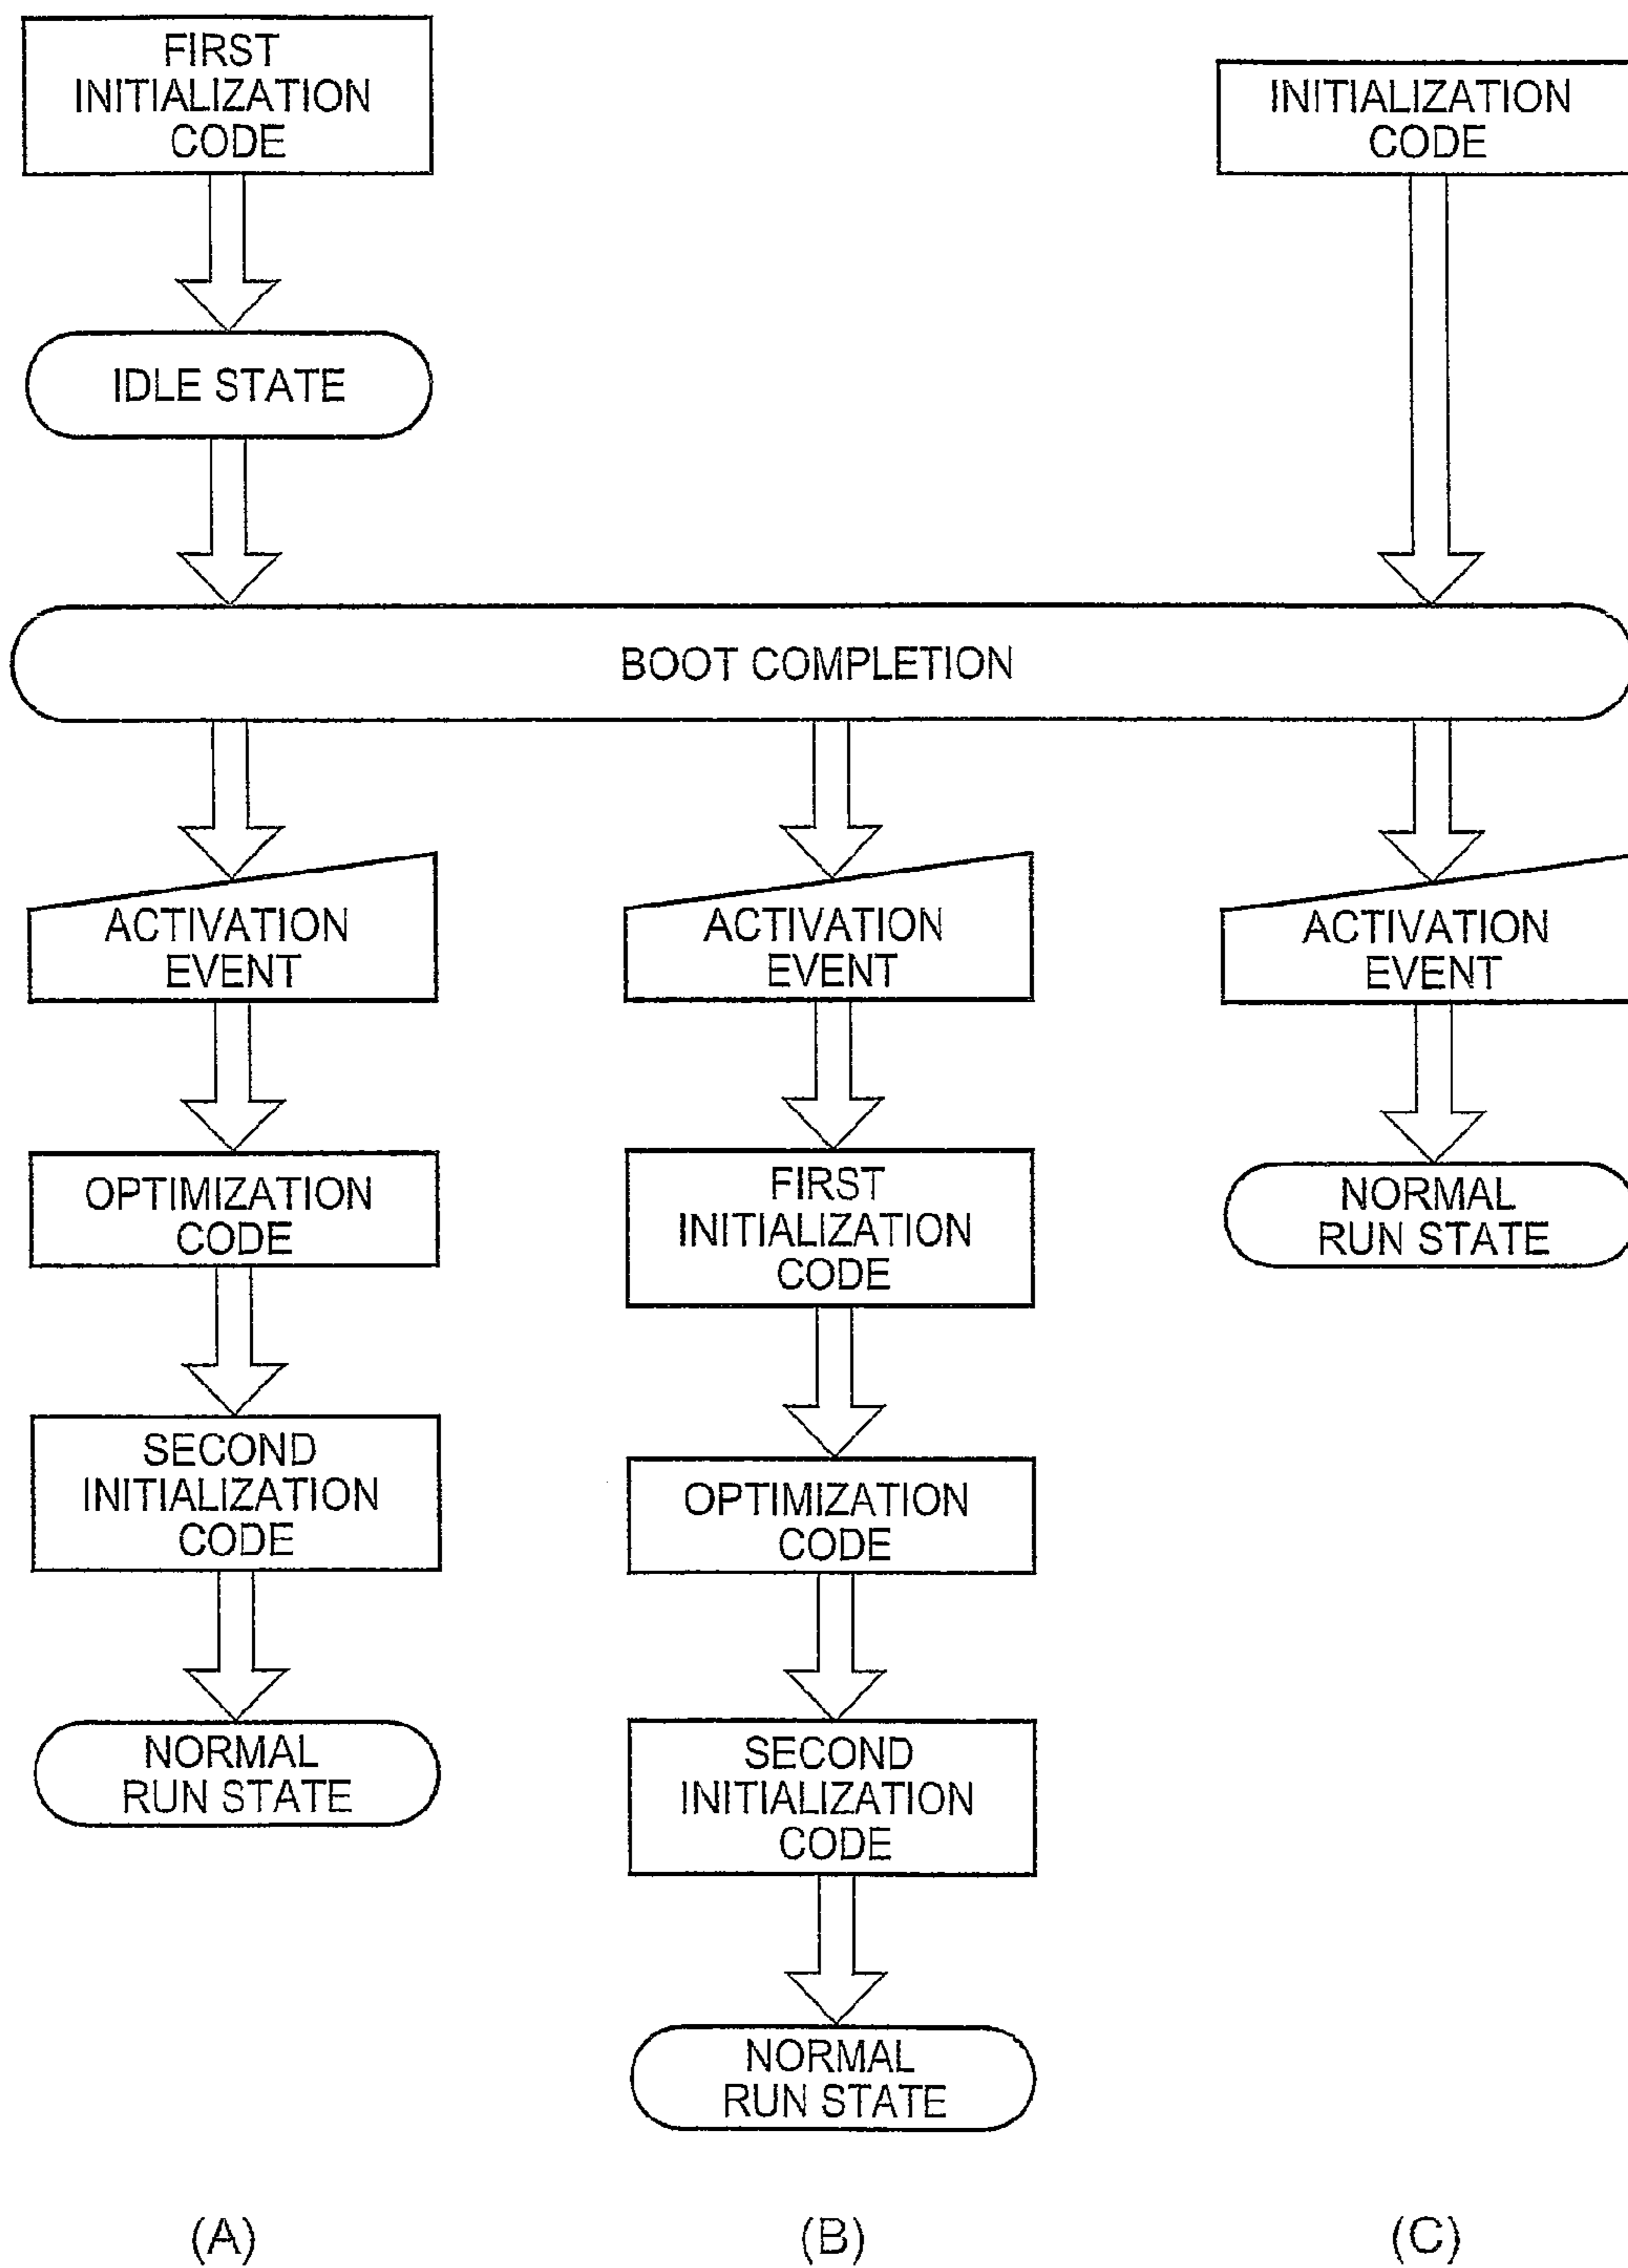 FIRST
INITIALIZATION
CODE
INITIALIZATION
CODE
IDLE STATE
BOOT COMPLETION
ACTIVATION
EVENT
ACTIVATION
EVENT
ACTIVATION
EVENT
OPTIMIZATION
CODE
FIRST
INITIALIZATION
CODE
NORMAL
RUN STATE
SECOND
INITIALIZATION
CODE
OPTIMIZATION
CODE
NORMAL
RUN STATE
SECOND
INITIALIZATION
CODE
NORMAL
RUN STATE
(A)
(B)
(C)